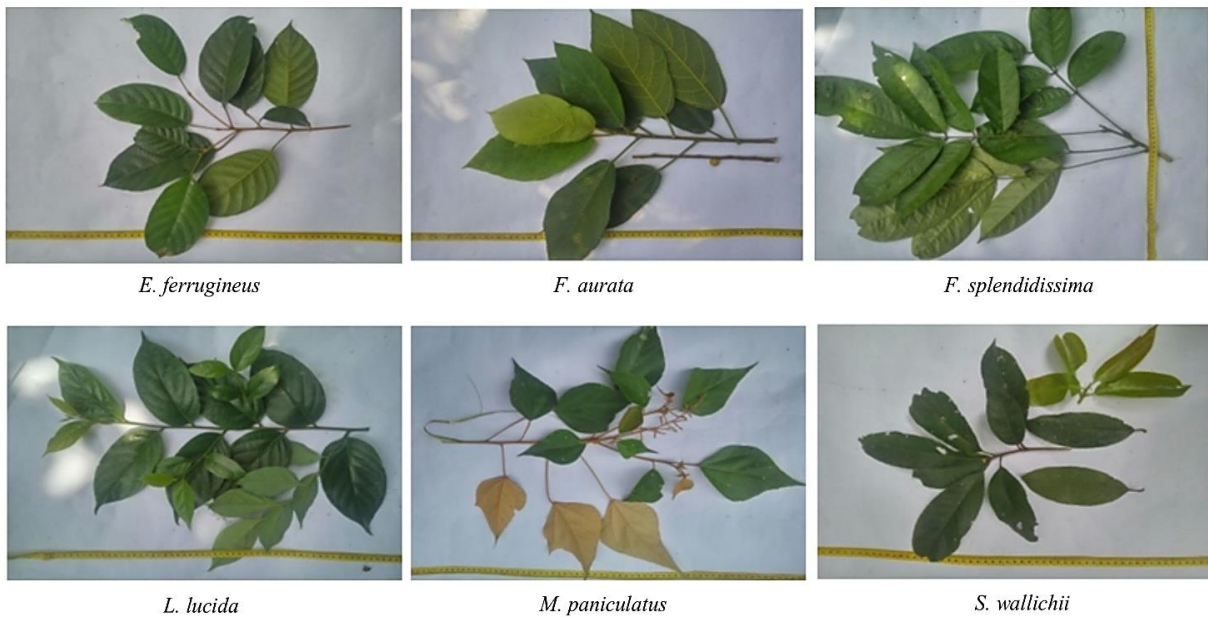 E. ferrugineus
F. aurata
F. splendidissima
L. lucida
M. paniculatus
S. wallichii